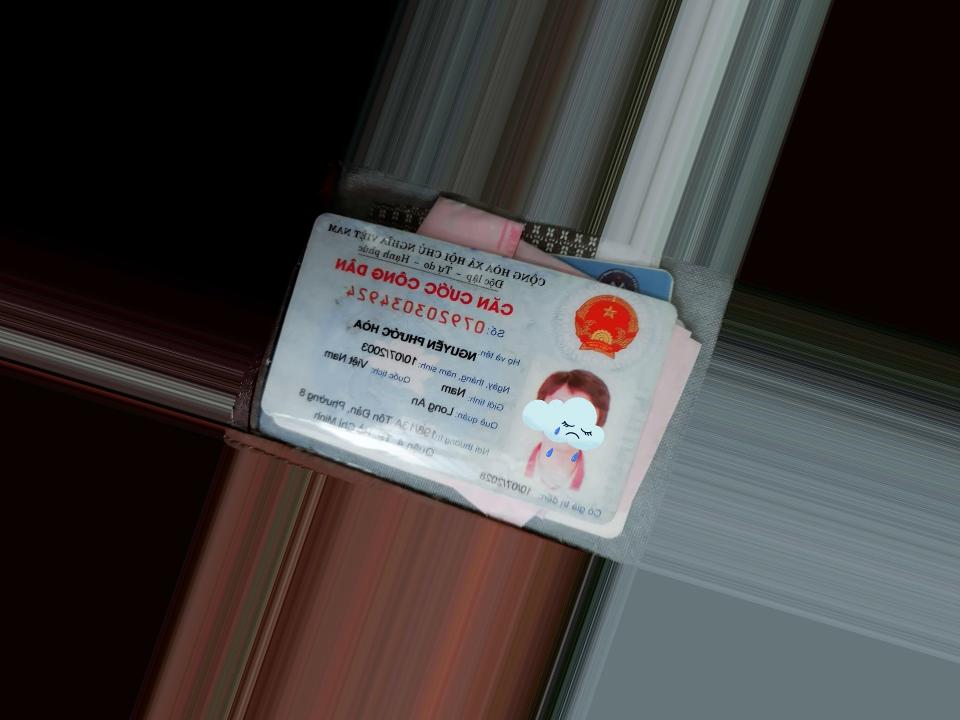 CỘNG HÒA XÃ HỘI CHỦ NGHĨA VIỆT NAM
Độc lập - Tự do - Hạnh phúc
CĂN CƯỚC CÔNG DÂN
Số: 079203034924
Họ và tên: NGUYỄN PHƯỚC HÒA
Ngày, tháng, năm sinh: 10/07/2003
Giới tính: Nam Quốc tịch: Việt Nam
Quê quán: Long An
Nơi thường trú: 198/13A Tôn Đản, Phường 8
Quận 4, Chí Minh
Có giá trị đến: 10/07/2028